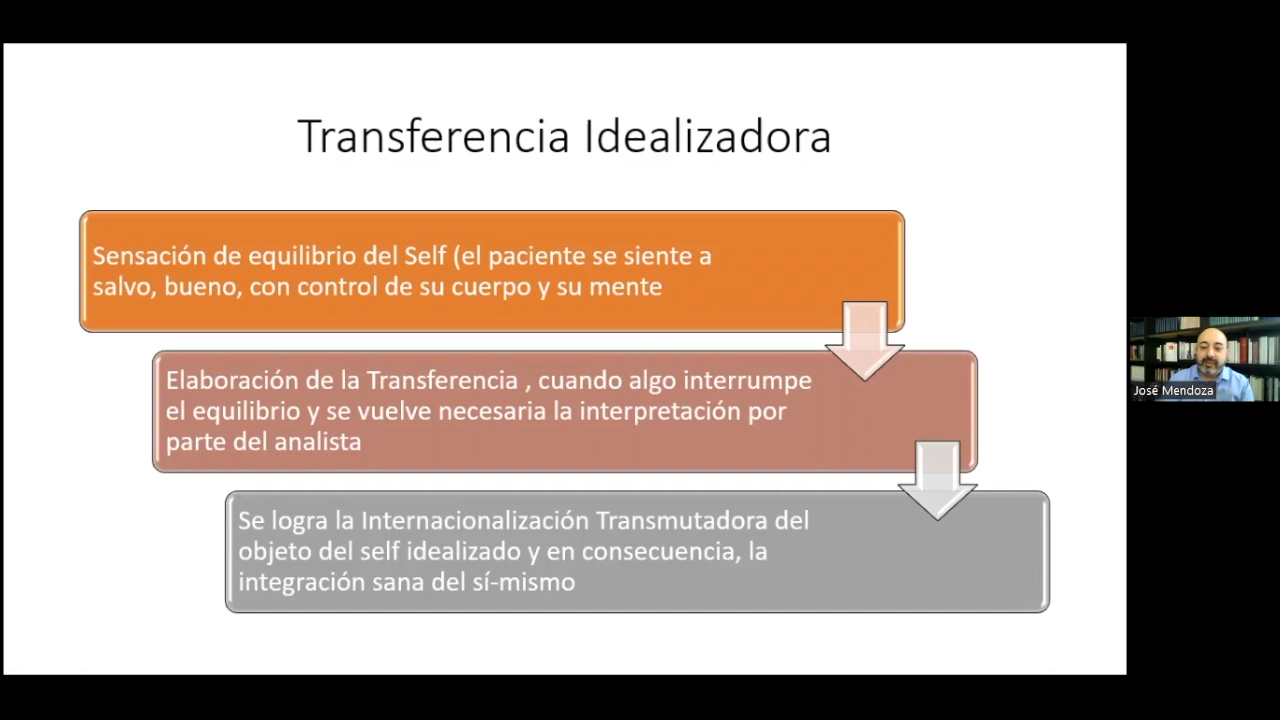 Transferencia Idealizadora
Sensación de equilibrio del Self (el paciente se siente a
salvo, bueno, con control de su cuerpo y su mente
Elaboración de la Transferencia , cuando algo interrumpe
el equilibrio y se vuelve necesaria la interpretación por
parte del analista
Se logra la Internacionalización Transmutadora del
objeto del self idealizado y en consecuencia, la
integración sana del sí-mismo
José Mendoza